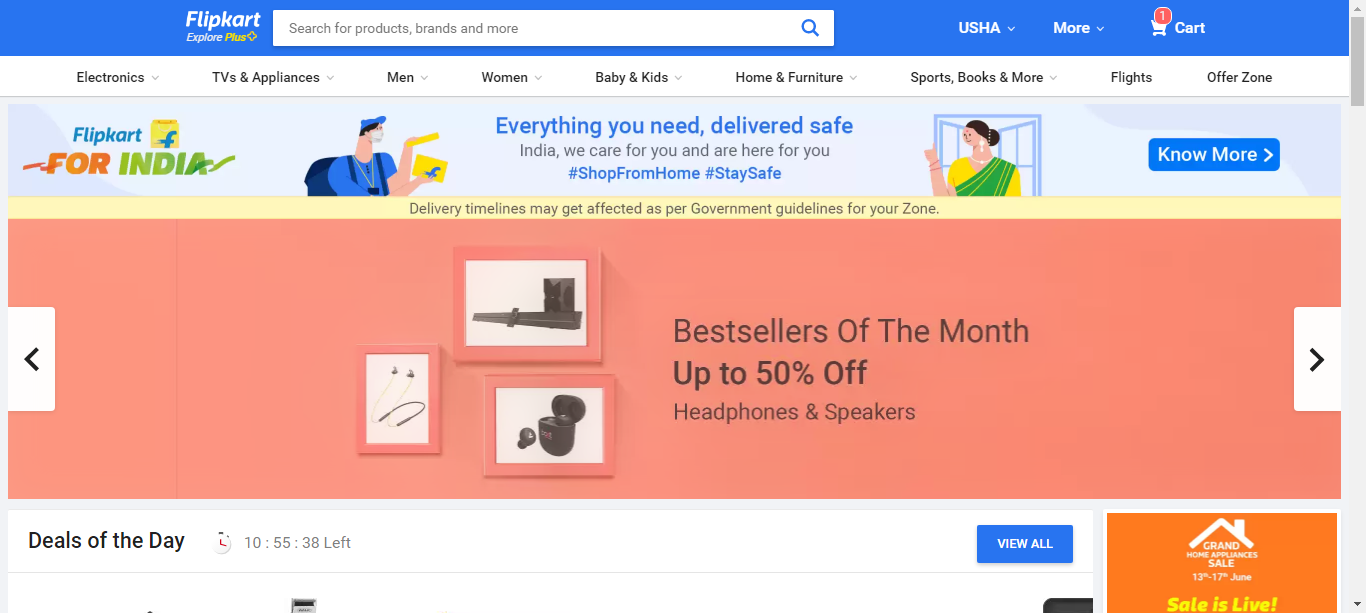 Flipkart
Explore Plus
Search for products, brands and more
USHA
More
1
Cart
Electronics
TVs & Appliances
Men
Women
Baby & Kids
Home & Furniture
Sports, Books & More
Flights
Offer Zone
Flipkart
FOR INDIA
Everything you need, delivered safe
India, we care for you and are here for you
#ShopFromHome #StaySafe
Know More
Delivery timelines may get affected as per Government guidelines for your Zone.
Bestsellers Of The Month
Up to 50% Off
Headphones & Speakers
Deals of the Day
10 : 55 : 38 Left
VIEW ALL
GRAND
HOME APPLIANCES
SALE
13th-17th June
Sale is Live!